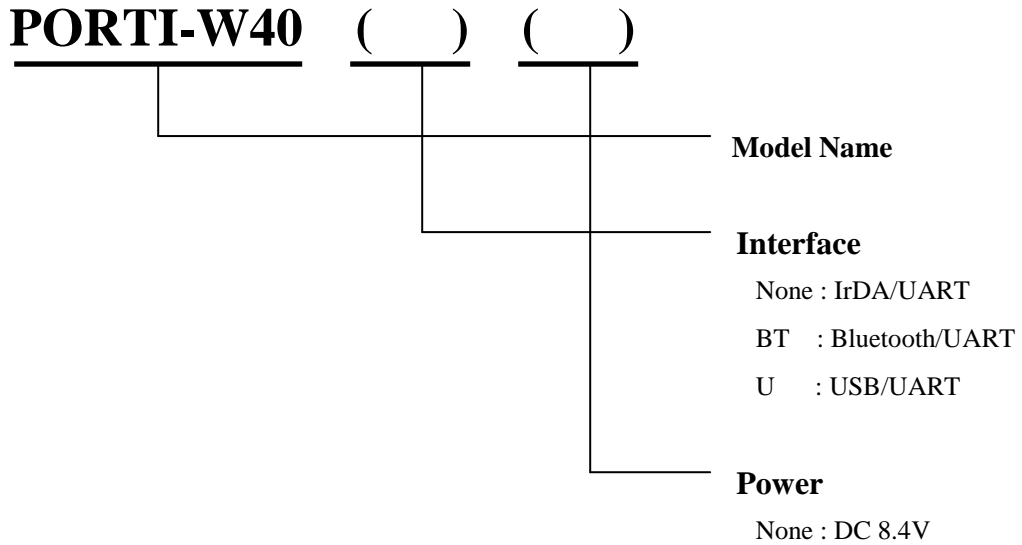 PORTI-W40 ( ) ( )
Model Name
Interface
None : IrDA/UART
BT : Bluetooth/UART
U : USB/UART
Power
None : DC 8.4V